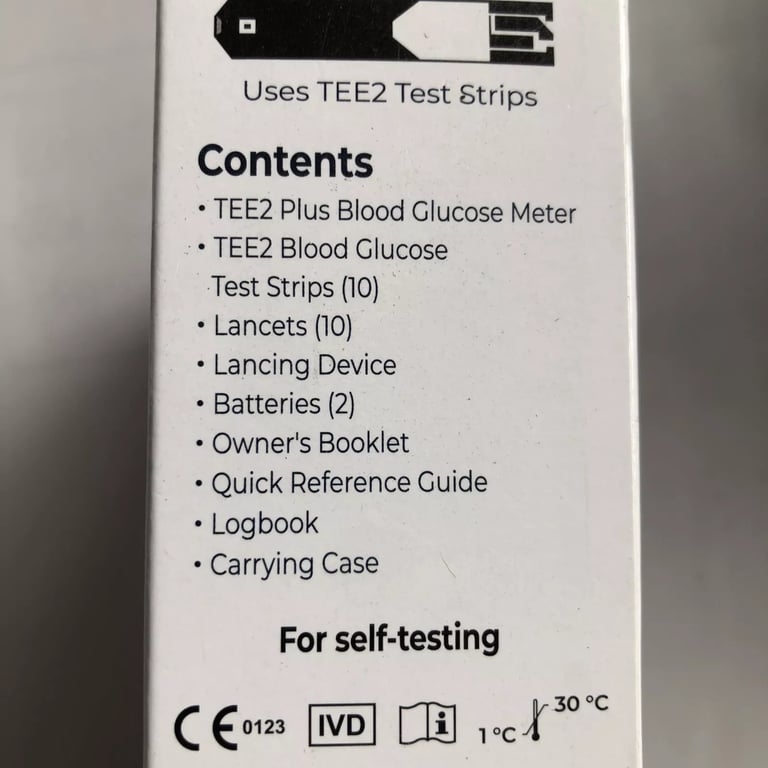 Uses TEE2 Test Strips
Contents
• TEE2 Plus Blood Glucose Meter
• TEE2 Blood Glucose
Test Strips (10)
• Lancets (10)
• Lancing Device
• Batteries (2)
• Owner's Booklet
• Quick Reference Guide
• Logbook
• Carrying Case
For self-testing
CE 0123 IVD i 1 °C 30 °C